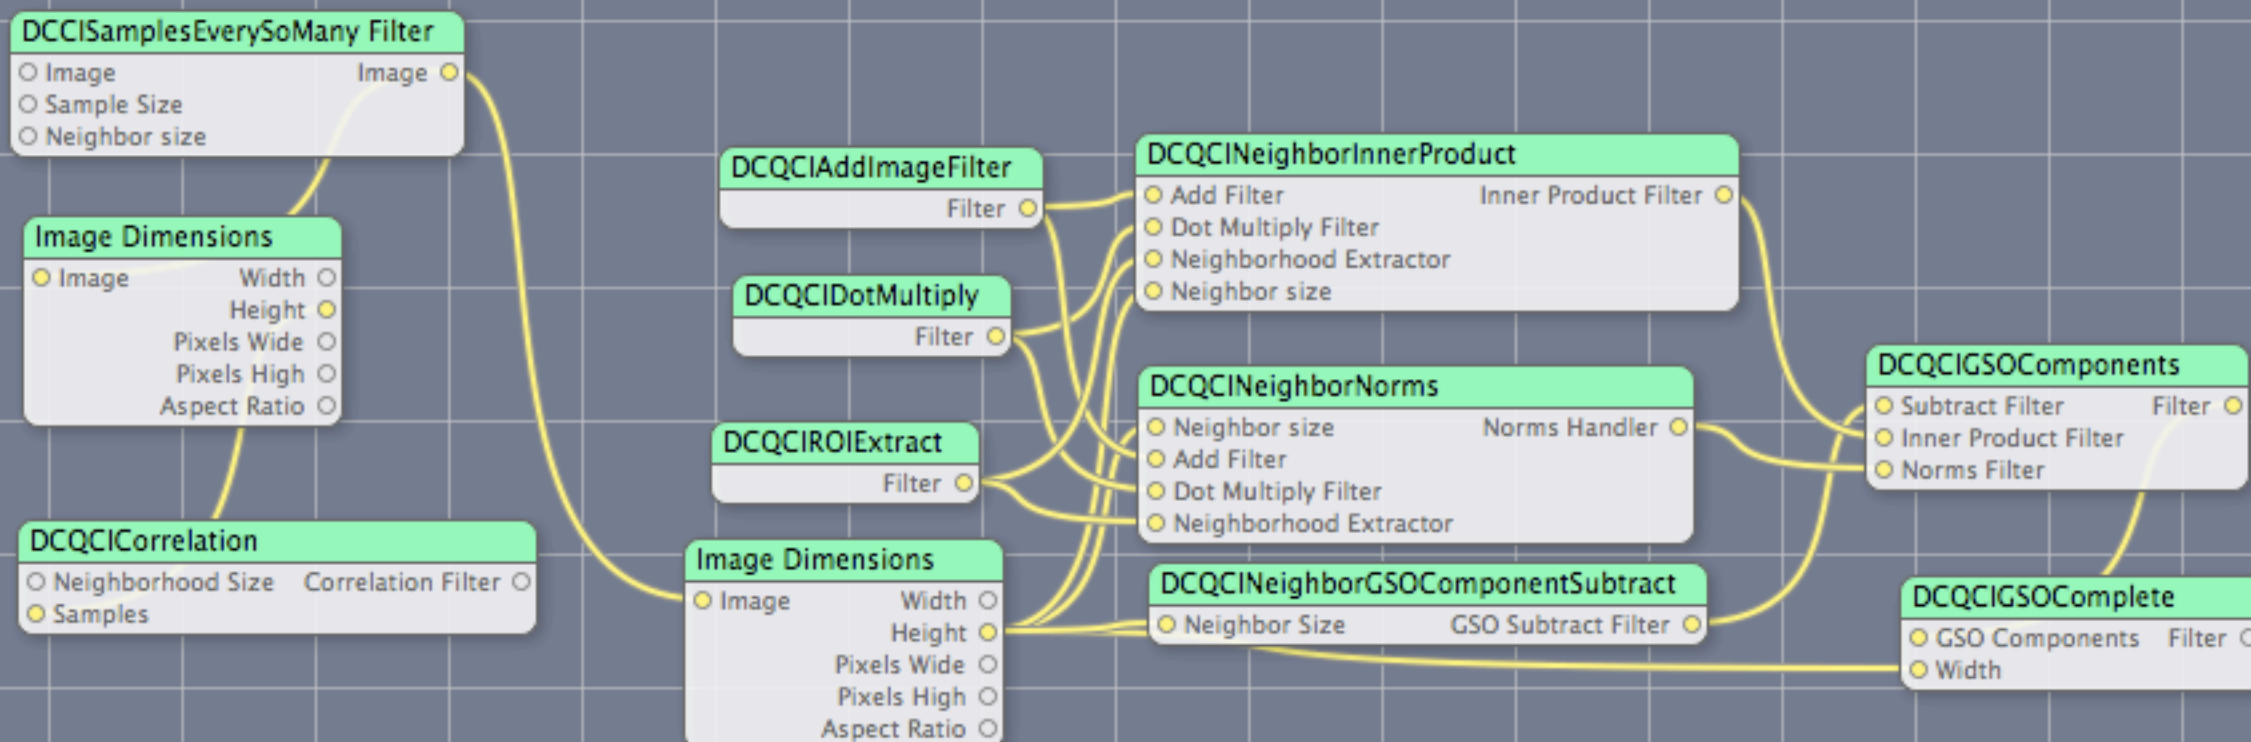 DCCISamplesEverySoMany Filter
Image Image
Sample Size
Neighbor size
Image Dimensions
Image Width
Height
Pixels Wide
Pixels High
Aspect Ratio
DCQCICorrelation
Neighborhood Size Correlation Filter
Samples
DCQCIAddImageFilter
Filter
DCQCIDotMultiply
Filter
DCQCIROIExtract
Filter
Image Dimensions
Image Width
Height
Pixels Wide
Pixels High
Aspect Ratio
DCQCINeighborInnerProduct
Add Filter Inner Product Filter
Dot Multiply Filter
Neighborhood Extractor
Neighbor size
DCQCINeighborNorms
Neighbor size Norms Handler
Add Filter
Dot Multiply Filter
Neighborhood Extractor
DCQCINeighborGSOComponentSubtract
Neighbor Size GSO Subtract Filter
DCQCIGSOComponents
Subtract Filter Filter
Inner Product Filter
Norms Filter
DCQCIGSOComplete
GSO Components Filter
Width